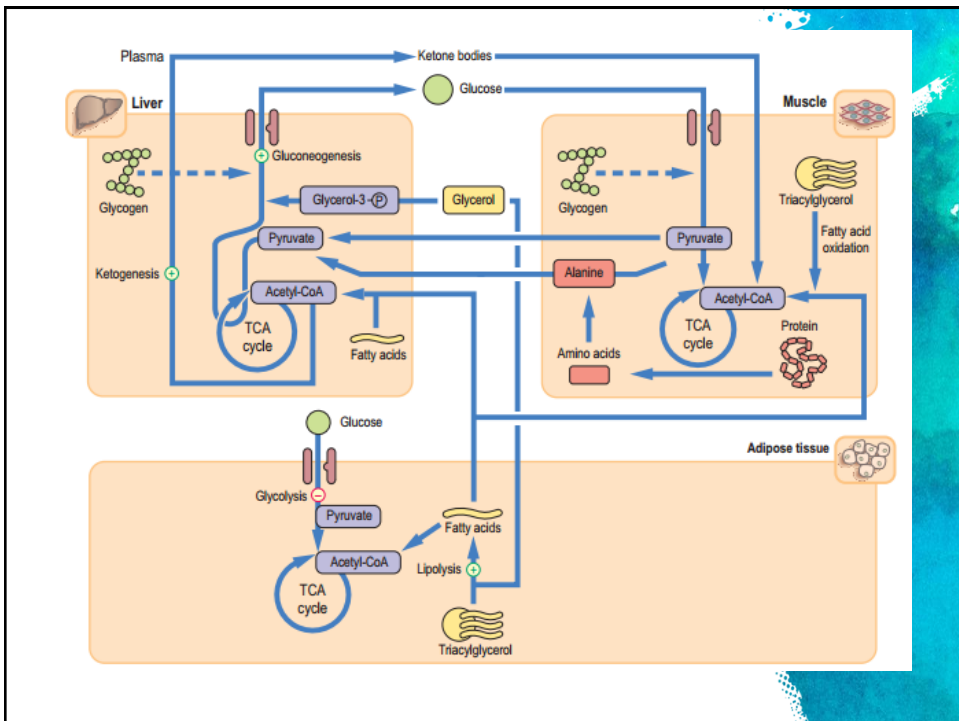 Plasma
Ketone bodies
Glucose
Liver
Muscle
Gluconeogenesis
Glycogen
Glycerol-3-P
Glycerol
Glycogen
Triacylglycerol
Fatty acid
oxidation
Pyruvate
Pyruvate
Ketogenesis
Alanine
Acetyl-CoA
Acetyl-CoA
TCA
cycle
Fatty acids
TCA
cycle
Protein
Amino acids
Glucose
Adipose tissue
Glycolysis
Pyruvate
Fatty acids
Acetyl-CoA
Lipolysis
TCA
cycle
Triacylglycerol